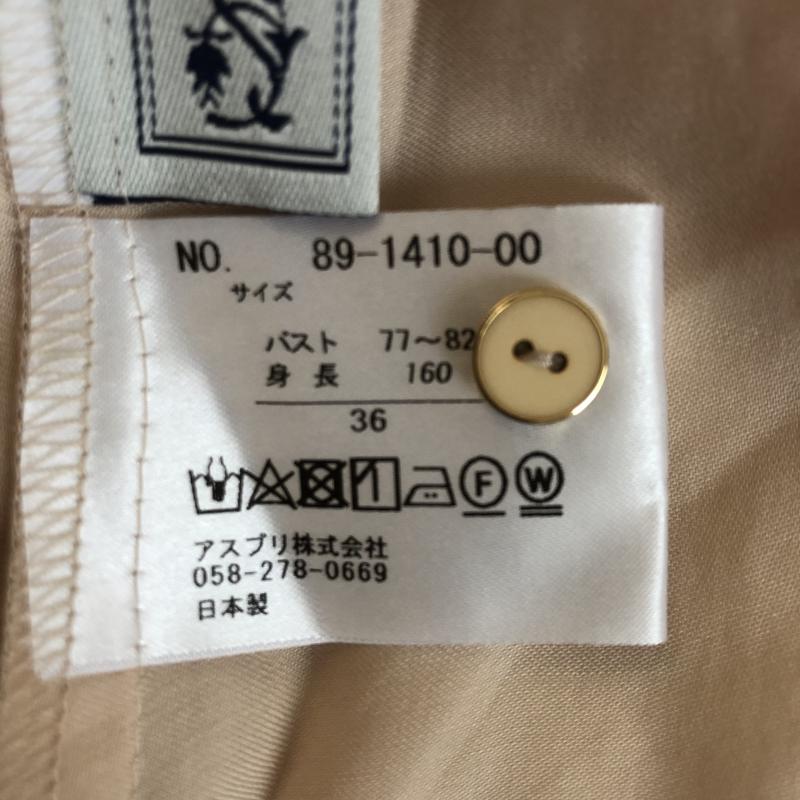 NO. 89-1410-00
サイズ
バスト 77～82
身長 160
36
F W
アスブリ株式会社
058-278-0669
日本製